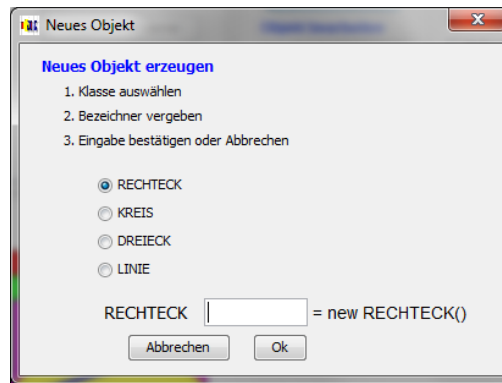 Neues Objekt
Neues Objekt erzeugen
1. Klasse auswählen
2. Bezeichner vergeben
3. Eingabe bestätigen oder Abbrechen
RECHTECK
KREIS
DREIECK
LINIE
RECHTECK = new RECHTECK()
Abbrechen Ok